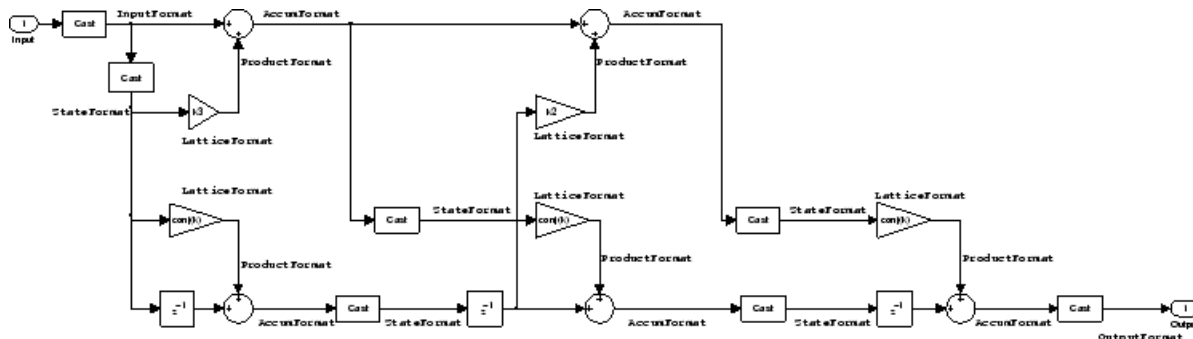 1
Input
Cast
InputFormat
+
+
AccumFormat
+
+
AccumFormat
ProductFormat
ProductFormat
Cast
StateFormat
k3
k2
LatticeFormat
LatticeFormat
LatticeFormat
LatticeFormat
LatticeFormat
conj(k)
Cast
StateFormat
conj(k)
Cast
StateFormat
conj(k)
ProductFormat
ProductFormat
ProductFormat
z-1
+
+
AccumFormat
Cast
StateFormat
z-1
+
+
AccumFormat
Cast
StateFormat
z-1
+
+
AccumFormat
Cast
OutputFormat
1